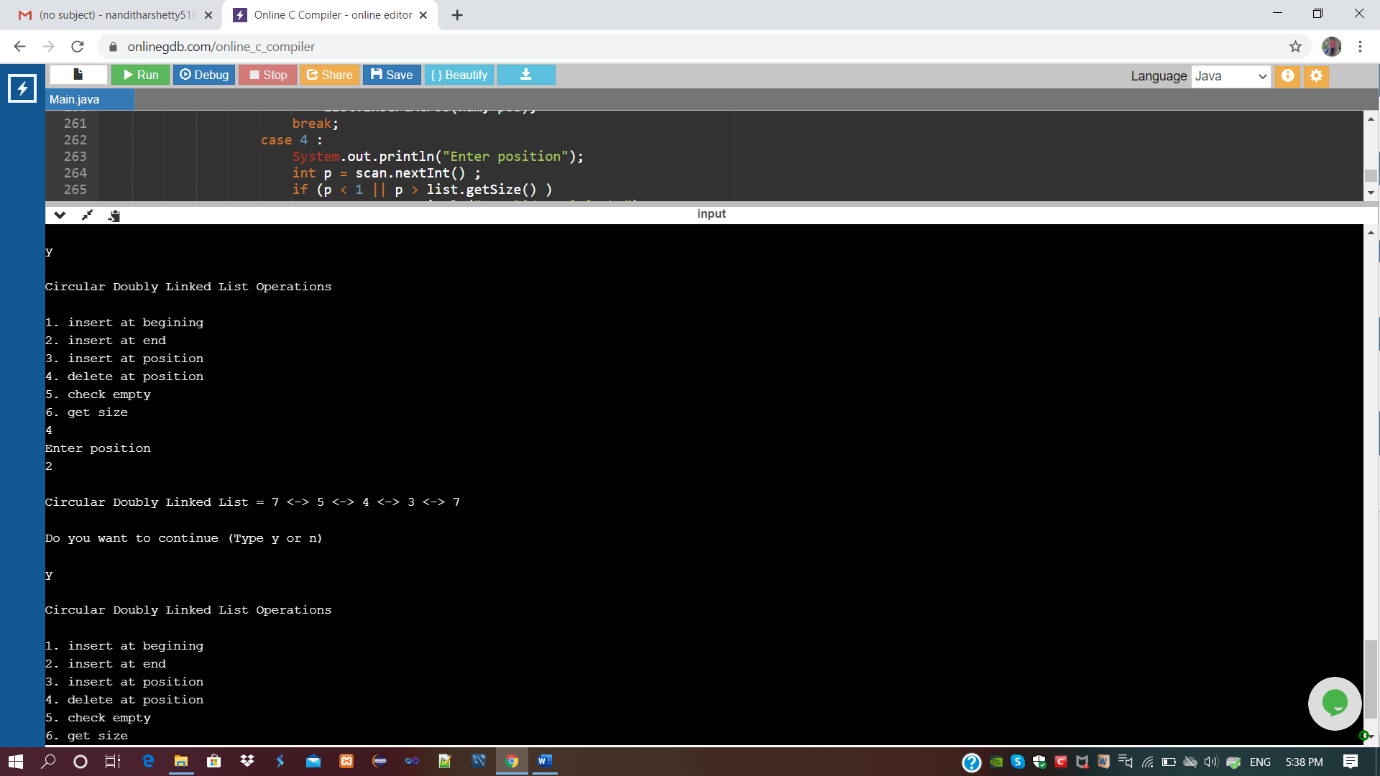 (no subject) - nanditharshetty516
Online C Compiler - online editor
onlinegdb.com/online_c_compiler
Run Debug Stop Share Save { } Beautify Language Java
Main.java
261 break;
262 case 4 :
263 System.out.println("Enter position");
264 int p = scan.nextInt() ;
265 if (p < 1 || p > list.getSize() )
input
y
Circular Doubly Linked List Operations
1. insert at begining
2. insert at end
3. insert at position
4. delete at position
5. check empty
6. get size
4
Enter position
2
Circular Doubly Linked List = 7 <-> 5 <-> 4 <-> 3 <-> 7
Do you want to continue (Type y or n)
y
Circular Doubly Linked List Operations
1. insert at begining
2. insert at end
3. insert at position
4. delete at position
5. check empty
6. get size
ENG 5:38 PM